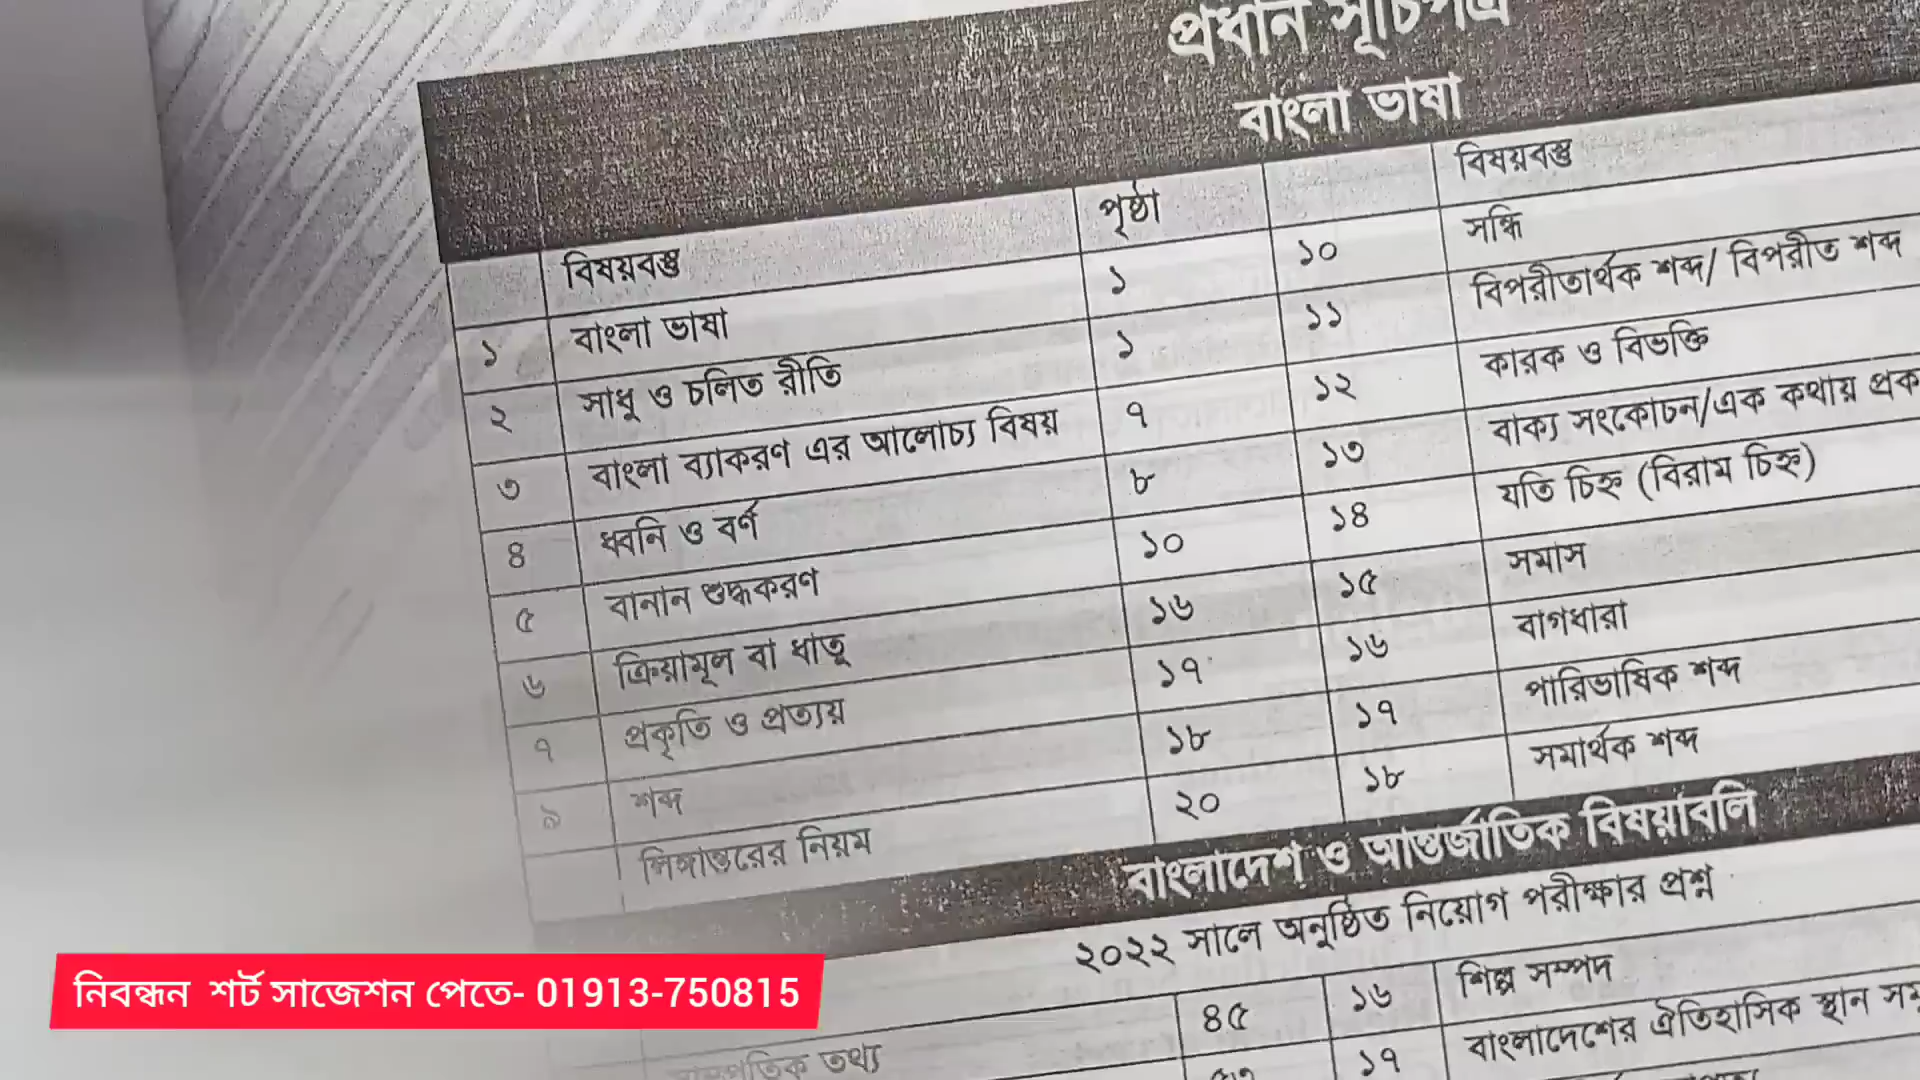 প্রধান সূচিপত্র
বাংলা ভাষা
বিষয়বস্তু পৃষ্ঠা বিষয়বস্তু
১ বাংলা ভাষা ১ ১০ সন্ধি
২ সাধু ও চলিত রীতি ১ ১১ বিপরীতার্থক শব্দ/ বিপরীত শব্দ
৩ বাংলা ব্যাকরণ এর আলোচ্য বিষয় ৭ ১২ কারক ও বিভক্তি
৪ ধ্বনি ও বর্ণ ৮ ১৩ বাক্য সংকোচন/এক কথায় প্রক
৫ বানান শুদ্ধকরণ ১০ ১৪ যতি চিহ্ন (বিরাম চিহ্ন)
৬ ক্রিয়ামূল বা ধাতু ১৬ ১৫ সমাস
৭ প্রকৃতি ও প্রত্যয় ১৭ ১৬ বাগধারা
৯ শব্দ ১৮ ১৭ পারিভাষিক শব্দ
লিঙ্গান্তরের নিয়ম ২০ ১৮ সমার্থক শব্দ
বাংলাদেশ ও আন্তর্জাতিক বিষয়াবলি
২০২২ সালে অনুষ্ঠিত নিয়োগ পরীক্ষার প্রশ্ন
৪৫ ১৬ শিল্প সম্পদ
তথ্য ১৭ বাংলাদেশের ঐতিহাসিক স্থান
নিবন্ধন শর্ট সাজেশন পেতে- 01913-750815